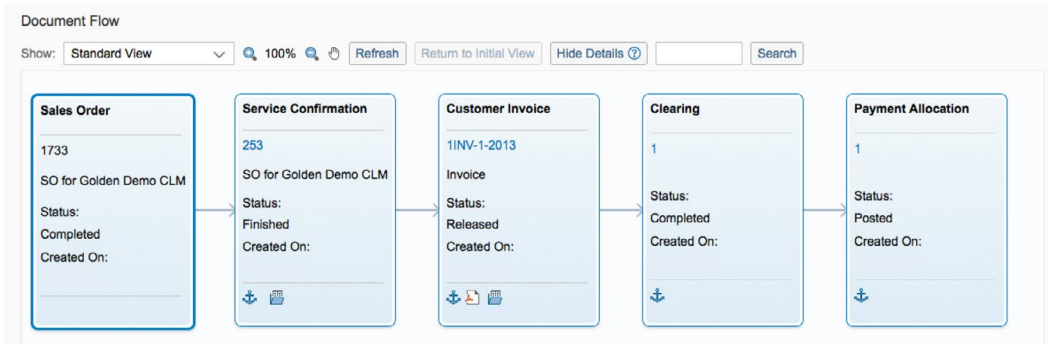 Document Flow
Show: Standard View 100% Refresh Return to Initial View Hide Details ? Search
Sales Order
1733
SO for Golden Demo CLM
Status:
Completed
Created On:
Service Confirmation
253
SO for Golden Demo CLM
Status:
Finished
Created On:
Customer Invoice
1INV-1-2013
Invoice
Status:
Released
Created On:
Clearing
1
Status:
Completed
Created On:
Payment Allocation
1
Status:
Posted
Created On: